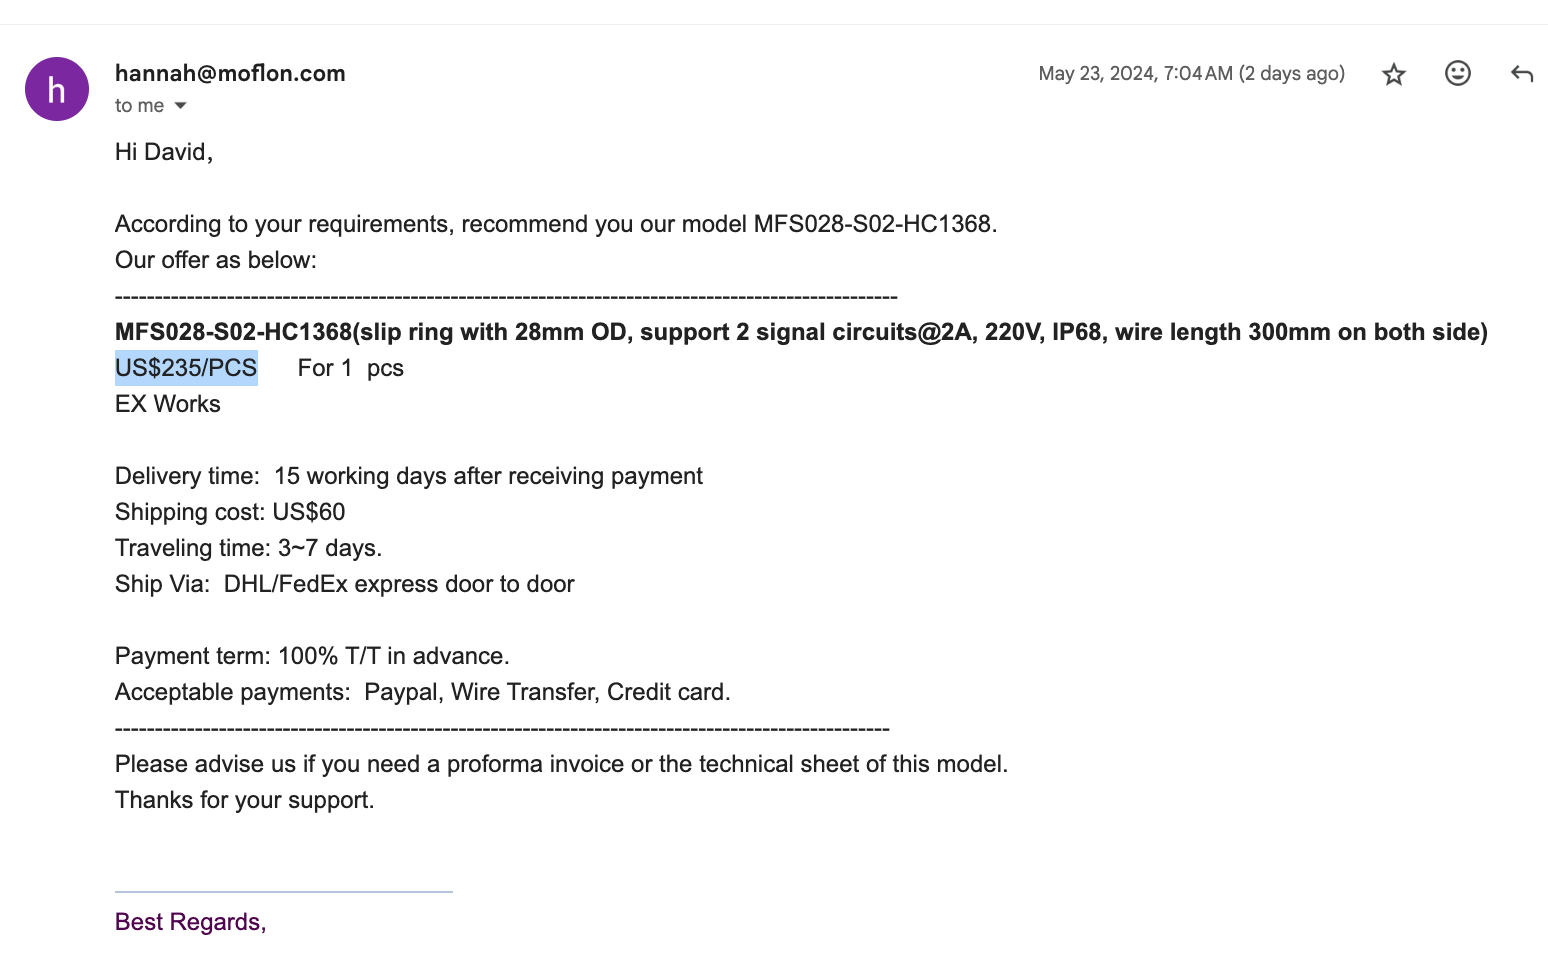 hannah@moflon.com
May 23, 2024, 7:04 AM (2 days ago)
to me
h
Hi David,
According to your requirements, recommend you our model MFS028-S02-HC1368.
Our offer as below:
--------------------------------------------------------------------------------------------------
MFS028-S02-HC1368(slip ring with 28mm OD, support 2 signal circuits@2A, 220V, IP68, wire length 300mm on both side)
US$235/PCS      For 1  pcs
EX Works
Delivery time:  15 working days after receiving payment
Shipping cost: US$60
Traveling time: 3~7 days.
Ship Via:  DHL/FedEx express door to door
Payment term: 100% T/T in advance.
Acceptable payments:  Paypal, Wire Transfer, Credit card.
-------------------------------------------------------------------------------------------------
Please advise us if you need a proforma invoice or the technical sheet of this model.
Thanks for your support.
Best Regards,